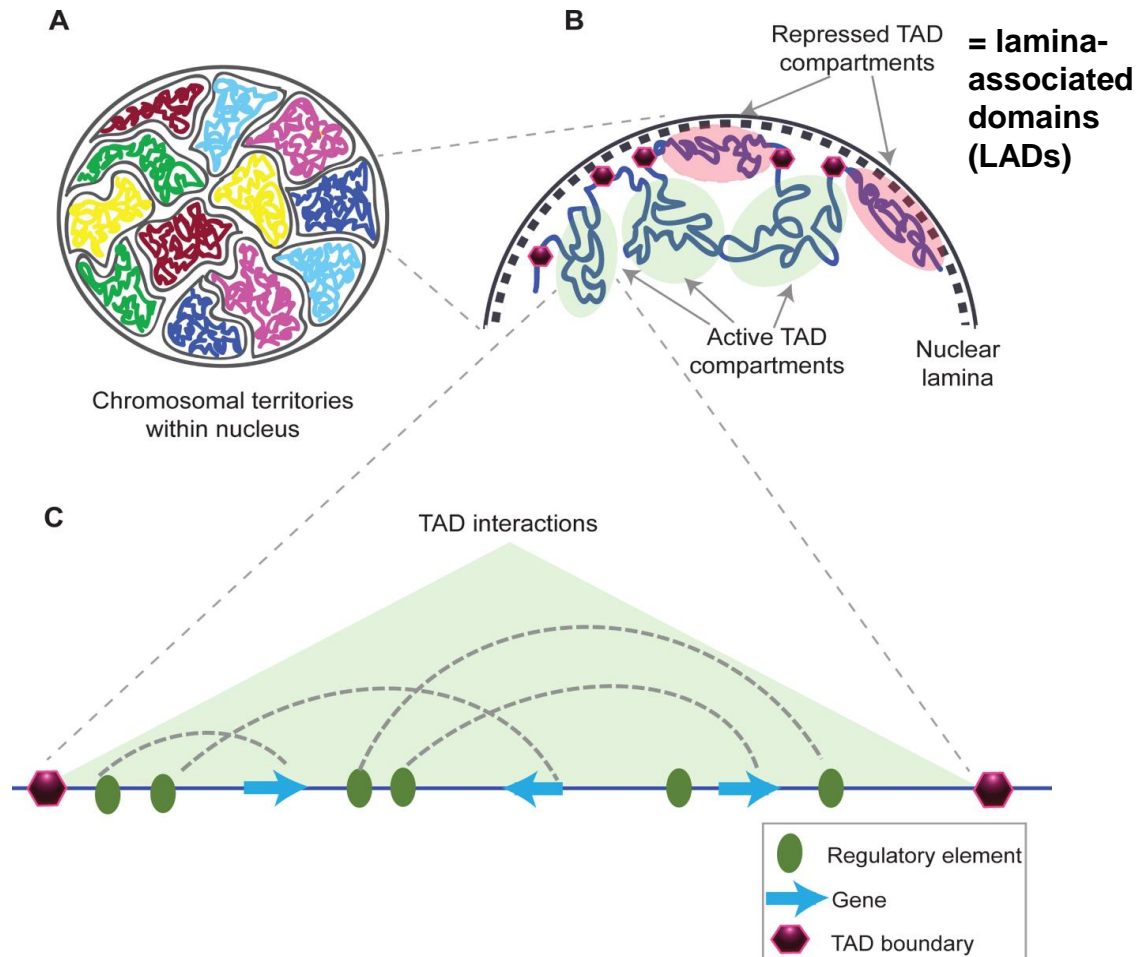 A
B
Repressed TAD
compartments
= lamina-
associated
domains
(LADs)
Active TAD
compartments
Nuclear
lamina
Chromosomal territories
within nucleus
C
TAD interactions
Regulatory element
Gene
TAD boundary